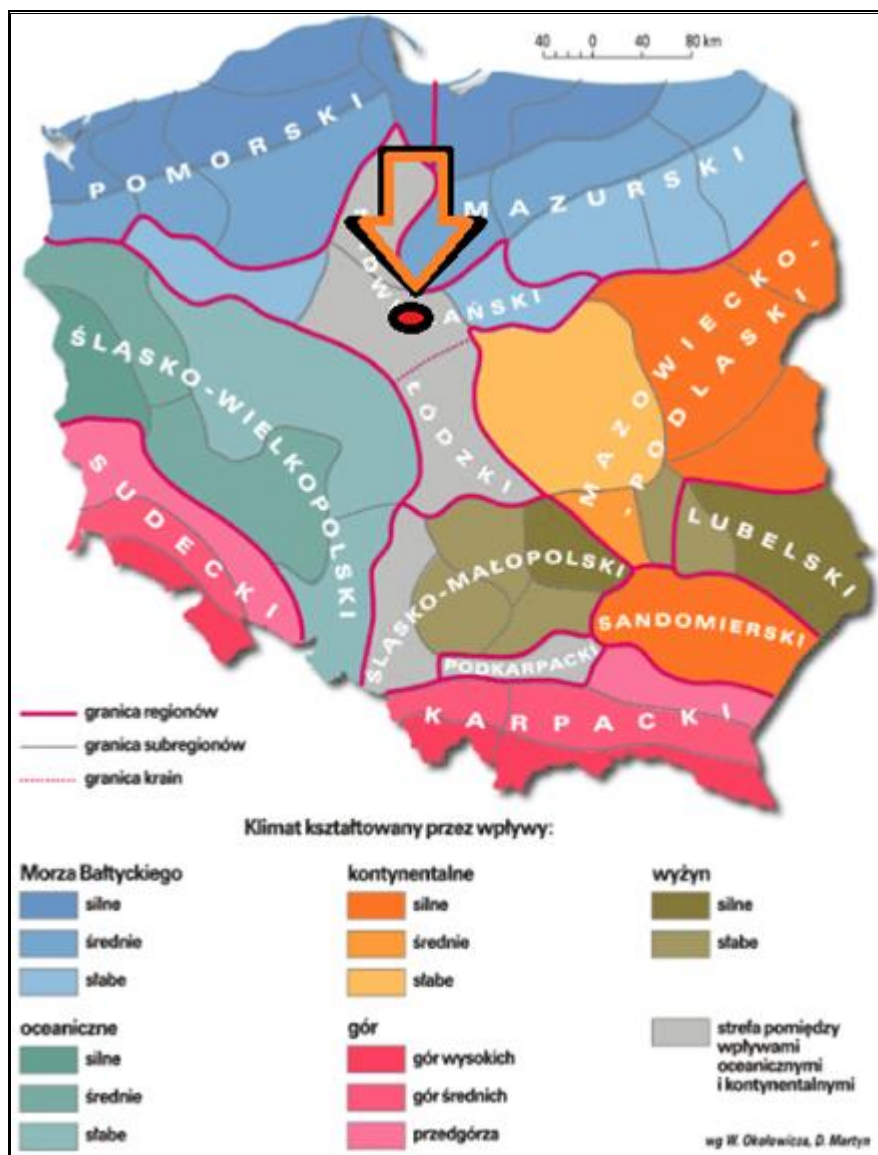 40 0 40 80 km
POMORSKI
MAZURSKI
AŃSKI
MAZOWIECKO-
-PODLASKI
ŚLĄSKO-WIELKOPOLSKI
ŁÓDZKI
SUDECKI
LUBELSKI
ŚLĄSKO-MAŁOPOLSKI
SANDOMIERSKI
PODKARPACKI
KARPACKI
granica regionów
granica subregionów
granica krain
Klimat kształtowany przez wpływy:
Morza Bałtyckiego
silne
średnie
słabe
kontynentalne
silne
średnie
słabe
wyżyn
silne
słabe
oceaniczne
silne
średnie
słabe
gór
gór wysokich
gór średnich
przedgórza
strefa pomiędzy
wpływami
oceanicznymi
i kontynentalnymi
wg W. Okołowicza, D. Martyn